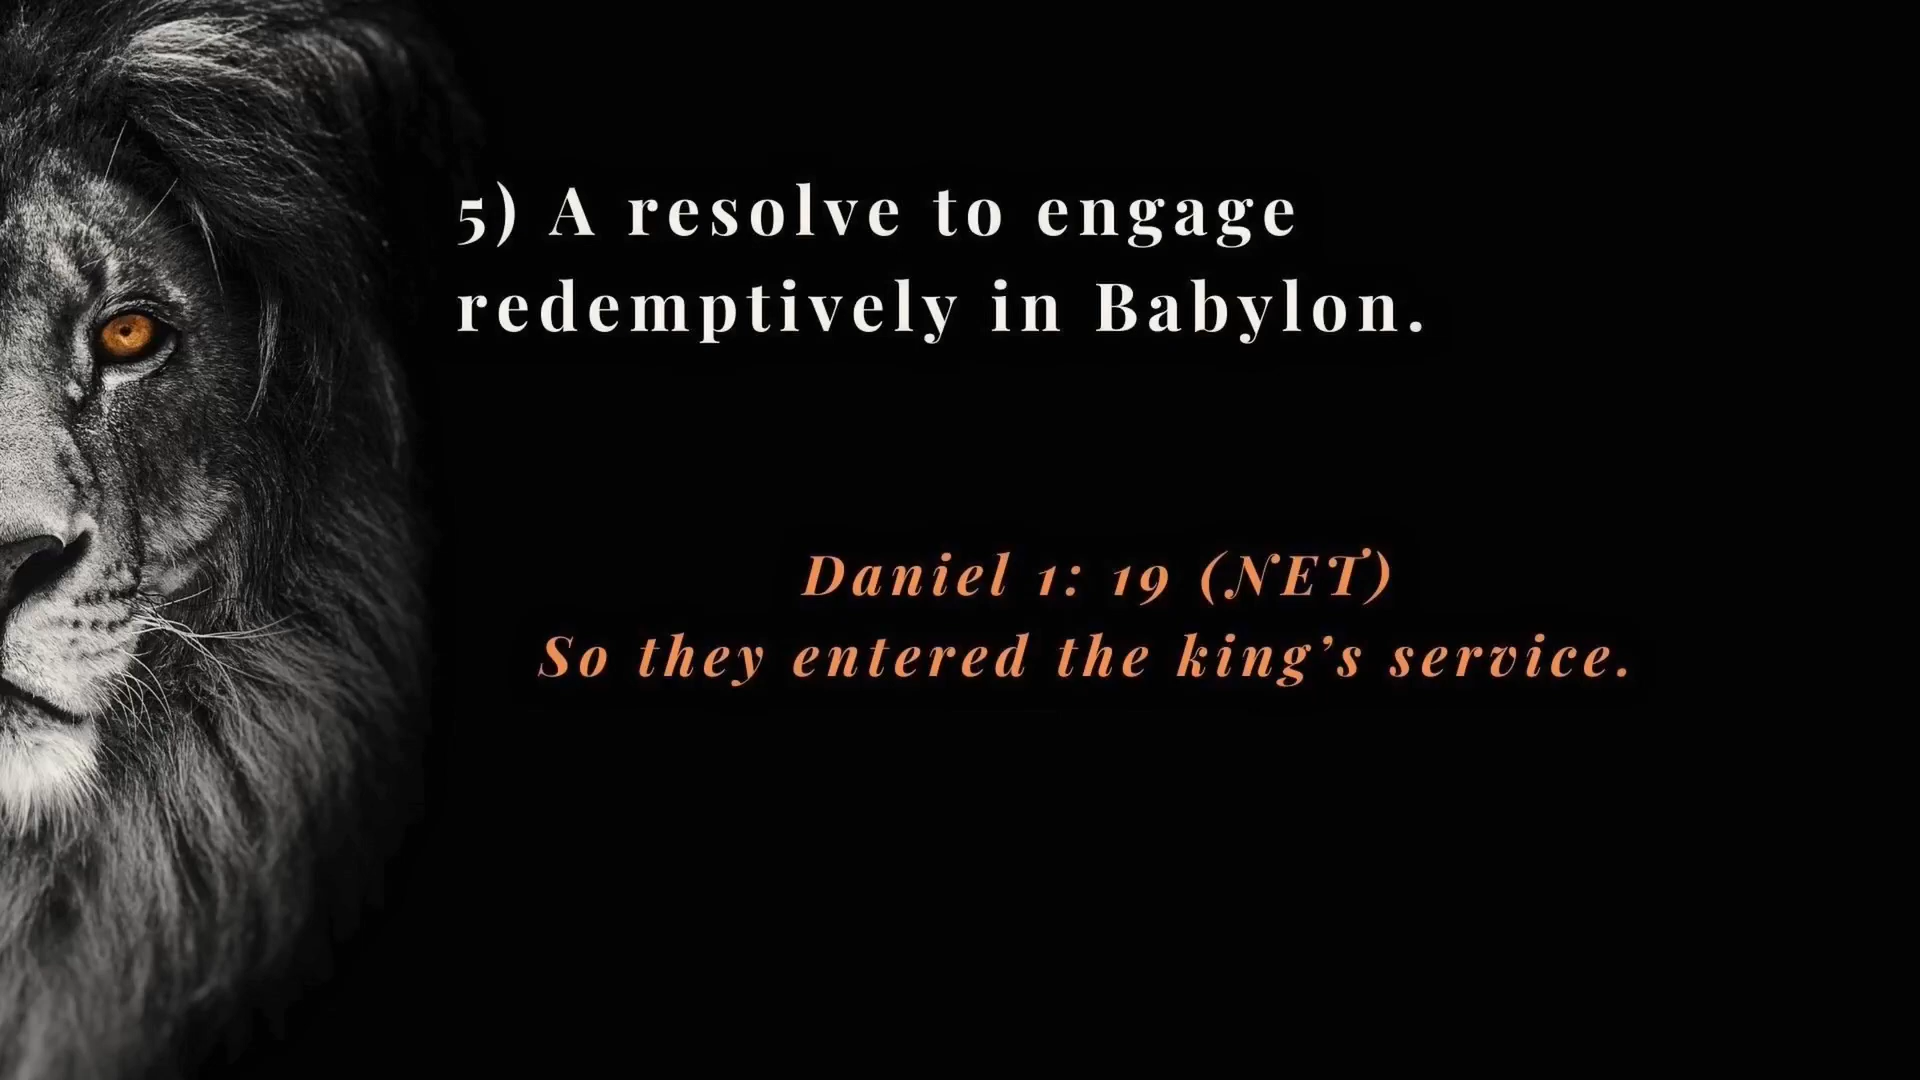 5) A resolve to engage
redemptively in Babylon.
Daniel 1: 19 (NET)
So they entered the king’s service.